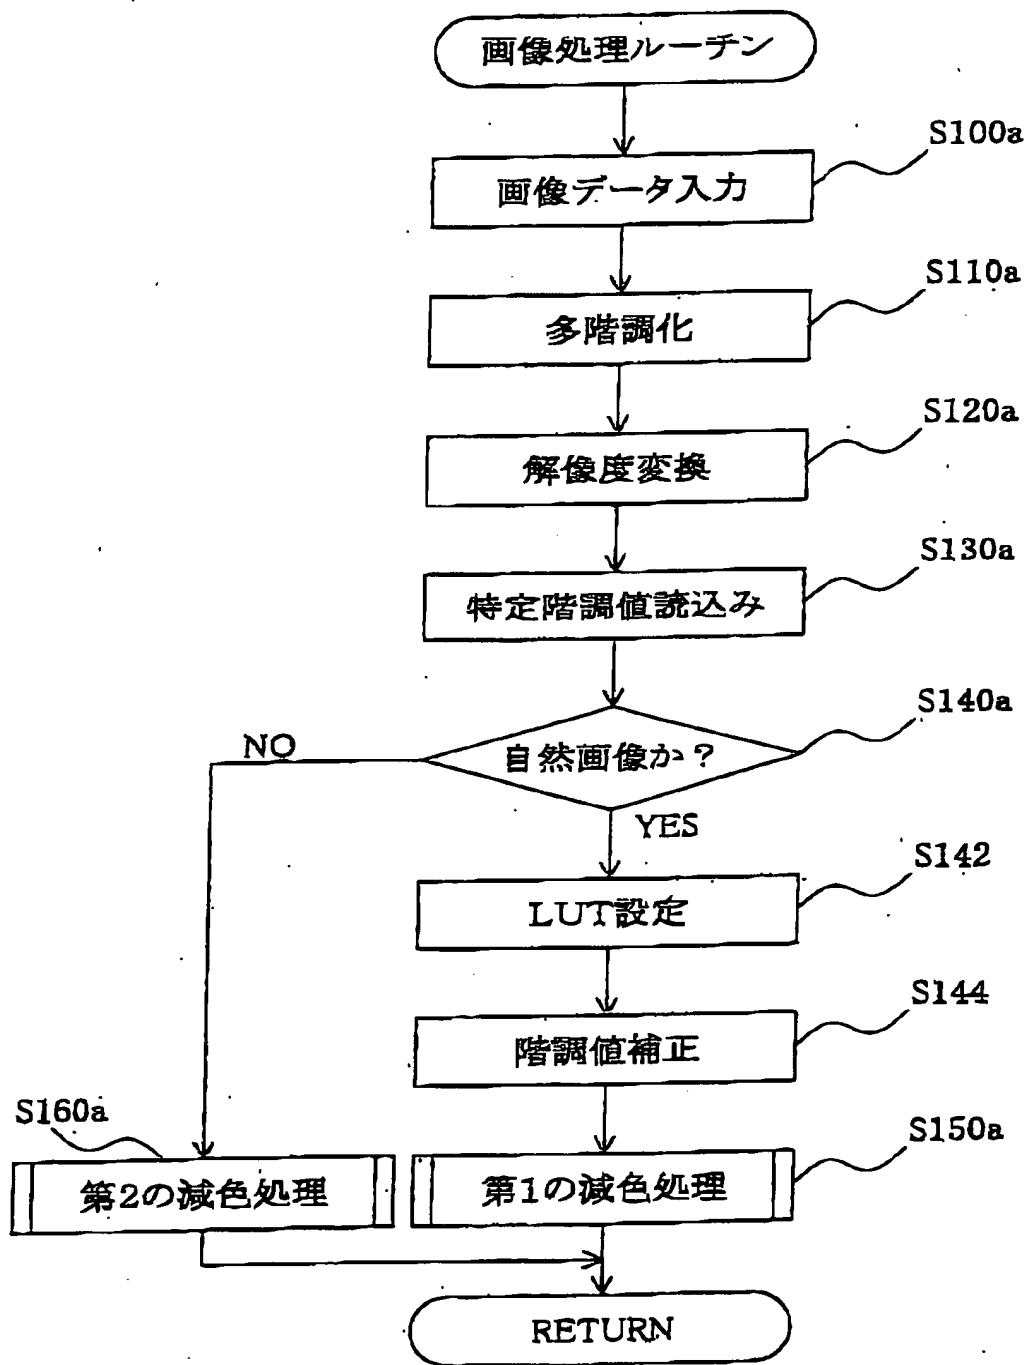 画像処理ルーチン
S100a
画像データ入力
S110a
多階調化
S120a
解像度変換
S130a
特定階調値読込み
S140a
自然画像か?
NO
YES
S142
LUT設定
S144
階調値補正
S160a
S150a
第2の減色処理
第1の減色処理
RETURN